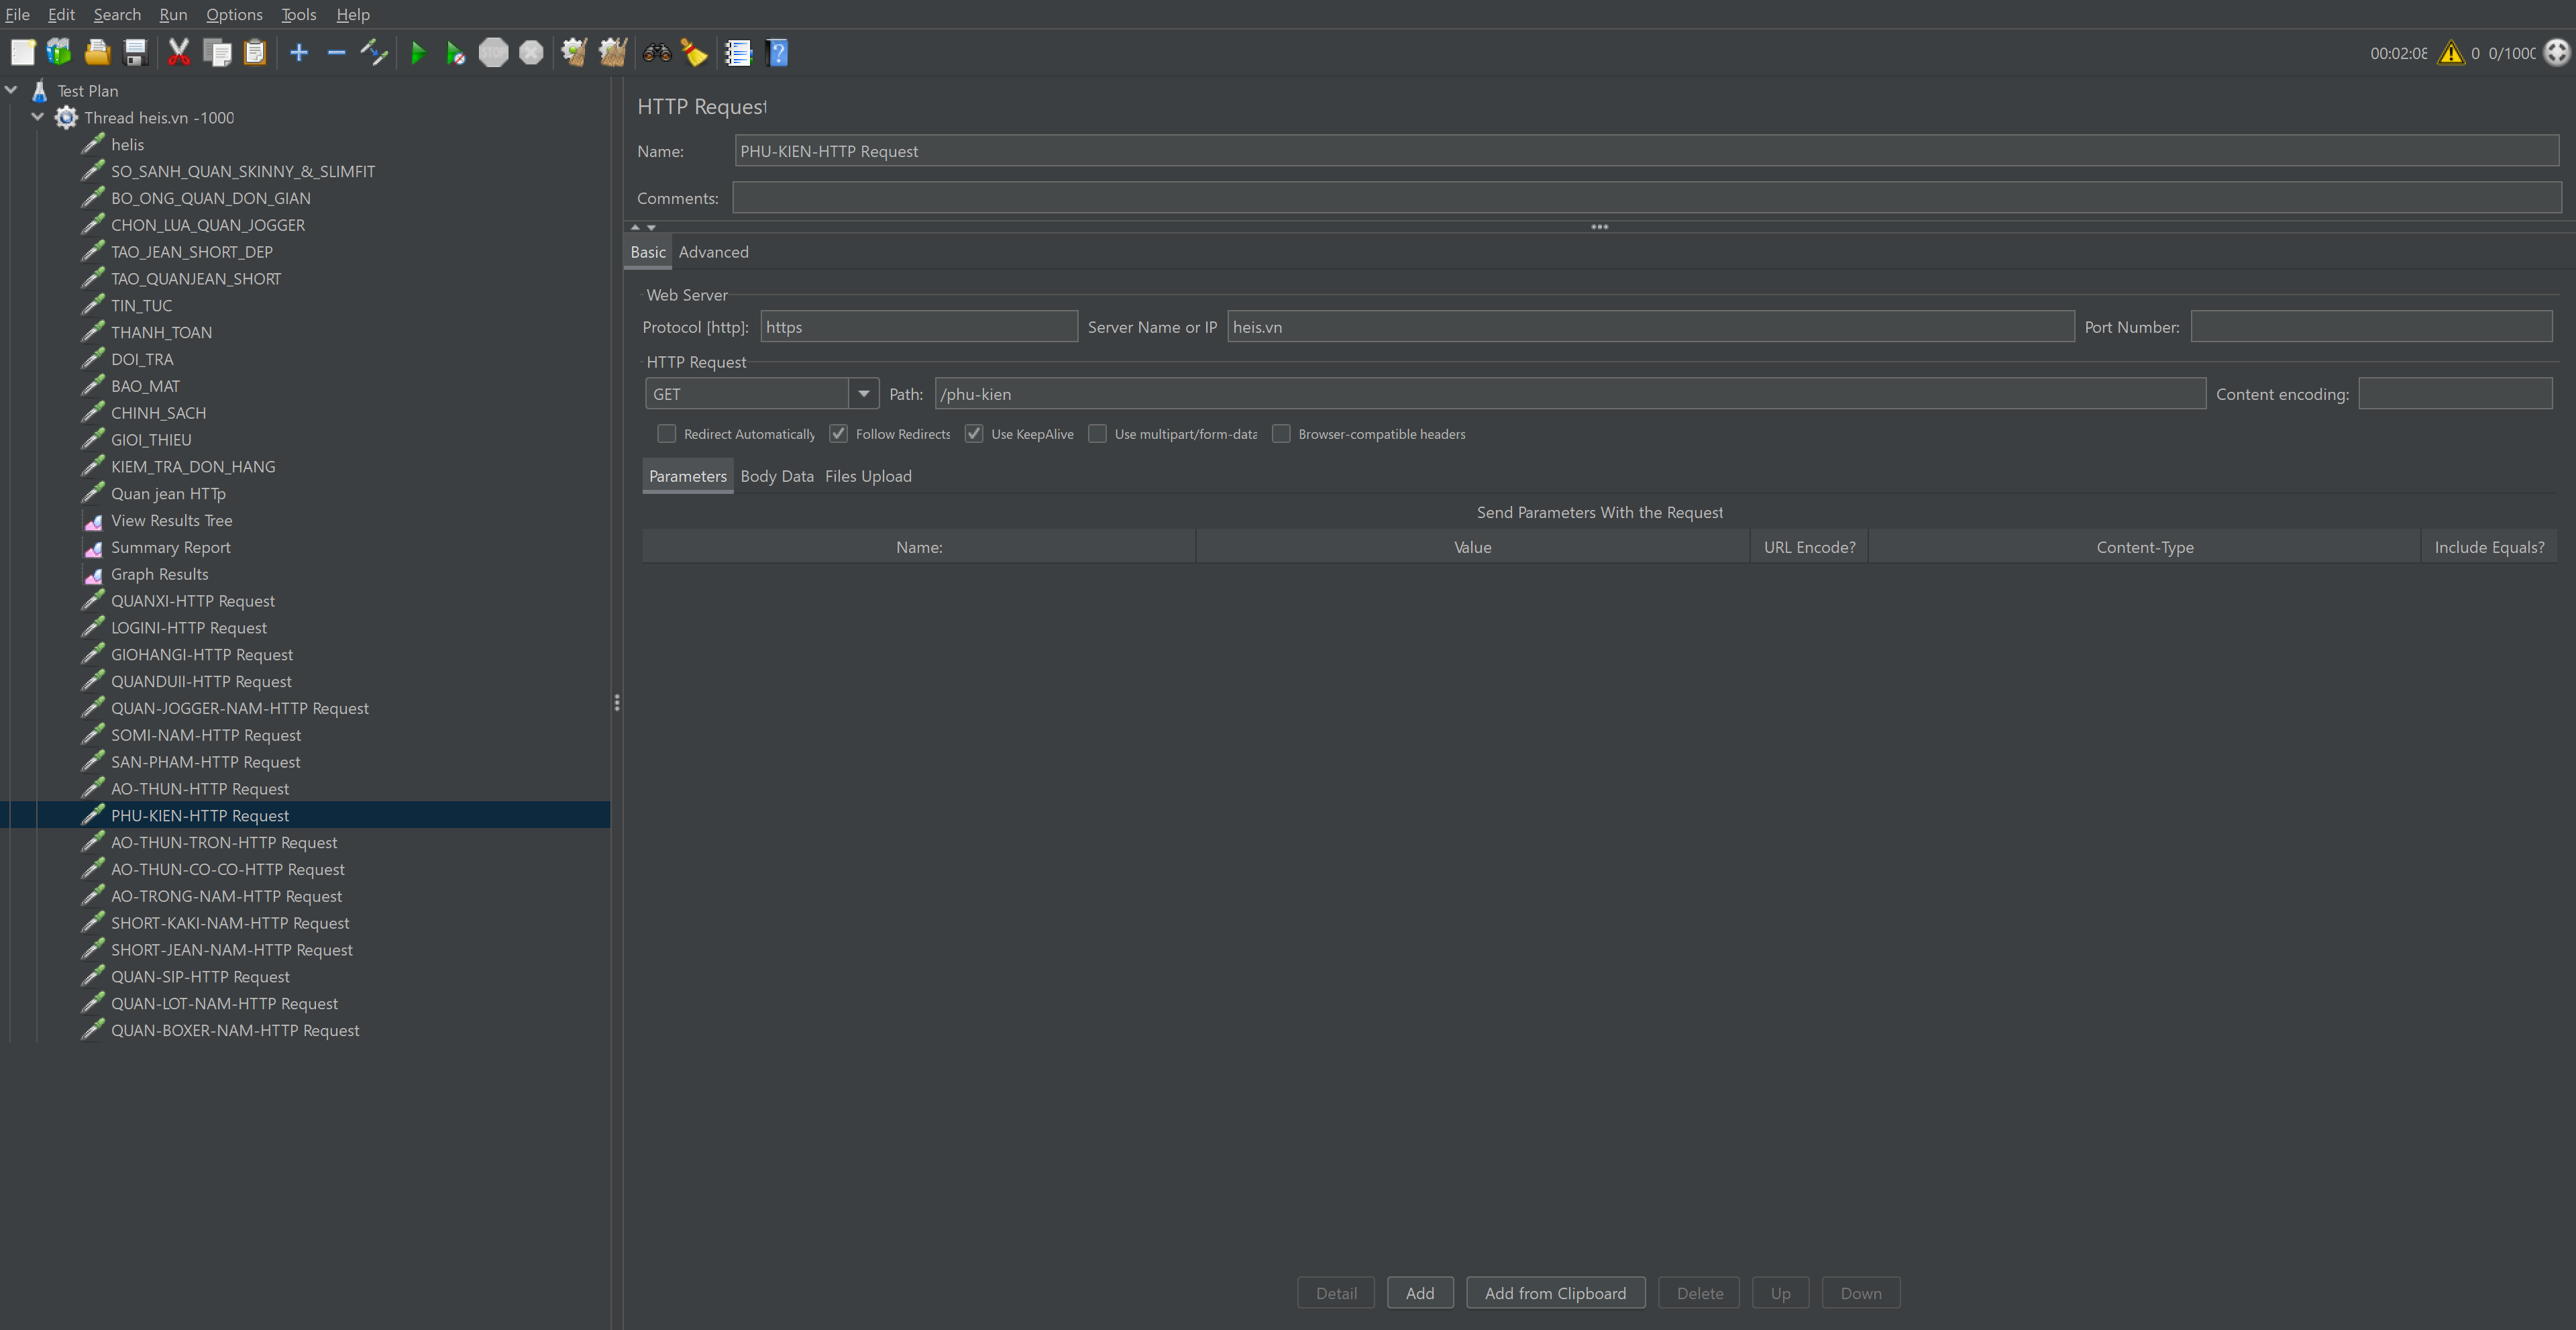 File Edit Search Run Options Tools Help
00:02:08 0 0/1000
Test Plan
Thread heis.vn -1000
helis
SO_SANH_QUAN_SKINNY_&_SLIMFIT
BO_ONG_QUAN_DON_GIAN
CHON_LUA_QUAN_JOGGER
TAO_JEAN_SHORT_DEP
TAO_QUANJEAN_SHORT
TIN_TUC
THANH_TOAN
DOI_TRA
BAO_MAT
CHINH_SACH
GIOI_THIEU
KIEM_TRA_DON_HANG
Quan jean HTTp
View Results Tree
Summary Report
Graph Results
QUANXI-HTTP Request
LOGINI-HTTP Request
GIOHANGI-HTTP Request
QUANDUII-HTTP Request
QUAN-JOGGER-NAM-HTTP Request
SOMI-NAM-HTTP Request
SAN-PHAM-HTTP Request
AO-THUN-HTTP Request
PHU-KIEN-HTTP Request
AO-THUN-TRON-HTTP Request
AO-THUN-CO-CO-HTTP Request
AO-TRONG-NAM-HTTP Request
SHORT-KAKI-NAM-HTTP Request
SHORT-JEAN-NAM-HTTP Request
QUAN-SIP-HTTP Request
QUAN-LOT-NAM-HTTP Request
QUAN-BOXER-NAM-HTTP Request
HTTP Request
Name: PHU-KIEN-HTTP Request
Comments:
Basic Advanced
Web Server
Protocol [http]: https Server Name or IP heis.vn Port Number:
HTTP Request
GET Path: /phu-kien Content encoding:
Redirect Automatically Follow Redirects Use KeepAlive Use multipart/form-data Browser-compatible headers
Parameters Body Data Files Upload
Send Parameters With the Request
Name: Value URL Encode? Content-Type Include Equals?
Detail Add Add from Clipboard Delete Up Down